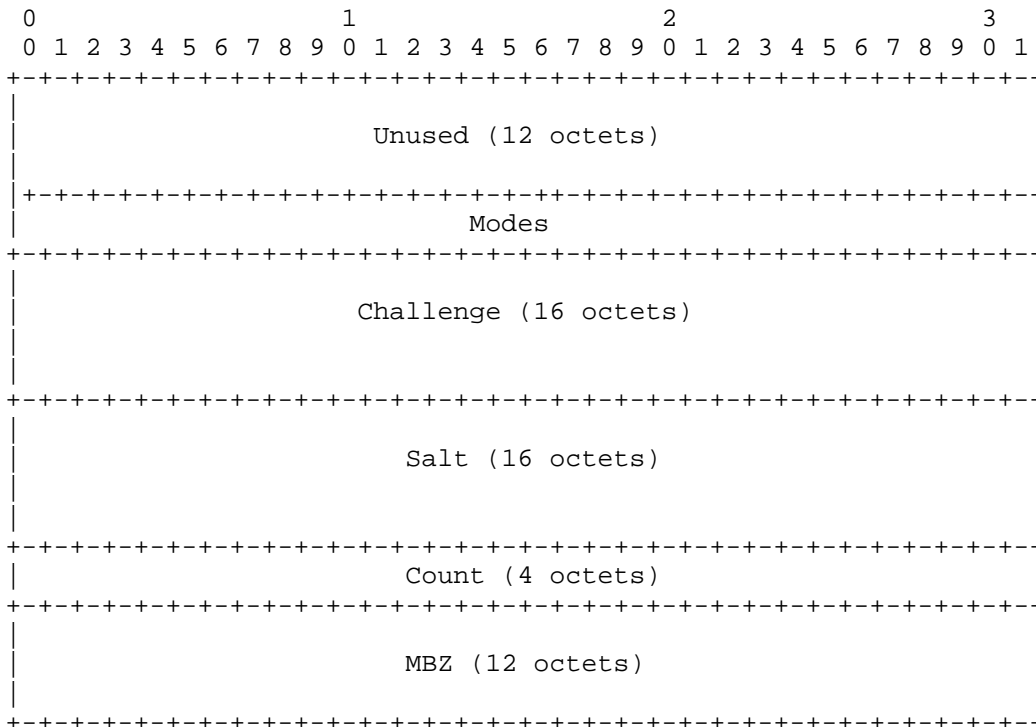 0                   1                   2                   3
0 1 2 3 4 5 6 7 8 9 0 1 2 3 4 5 6 7 8 9 0 1 2 3 4 5 6 7 8 9 0 1
+-+-+-+-+-+-+-+-+-+-+-+-+-+-+-+-+-+-+-+-+-+-+-+-+-+-+-+-+-+-+-+--
|
| Unused (12 octets)
|
|+-+-+-+-+-+-+-+-+-+-+-+-+-+-+-+-++-+-+-+-+-+-+-+-+-+-+-+-+-+-+--
| Modes
+-+-+-+-+-+-+-+-+-+-+-+-+-+-+-+-+-+-+-+-+-+-+-+-+-+-+-+-+-+-+-+--
|
| Challenge (16 octets)
|
|
+-+-+-+-+-+-+-+-+-+-+-+-+-+-+-+-+-+-+-+-+-+-+-+-+-+-+-+-+-+-+-+--
|
| Salt (16 octets)
|
|
+-+-+-+-+-+-+-+-+-+-+-+-+-+-+-+-+-+-+-+-+-+-+-+-+-+-+-+-+-+-+-+--
| Count (4 octets)
+-+-+-+-+-+-+-+-+-+-+-+-+-+-+-+-+-+-+-+-+-+-+-+-+-+-+-+-+-+-+-+--
|
| MBZ (12 octets)
|
+-+-+-+-+-+-+-+-+-+-+-+-+-+-+-+-+-+-+-+-+-+-+-+-+-+-+-+-+-+-+-+--